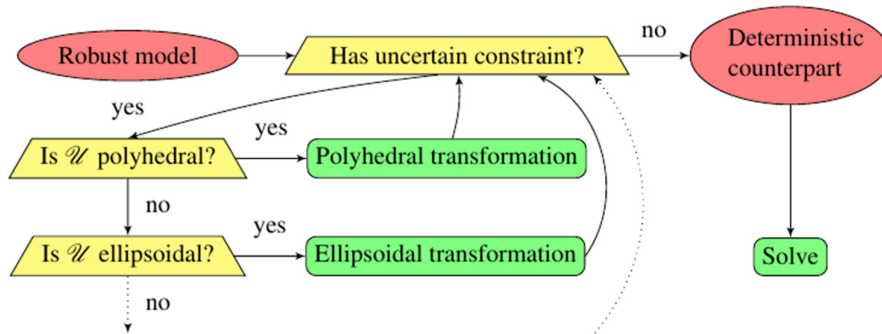 Robust model
Has uncertain constraint?
no
Deterministic
counterpart
yes
yes
Is 𝒰 polyhedral?
Polyhedral transformation
no
yes
Is 𝒰 ellipsoidal?
Ellipsoidal transformation
Solve
no